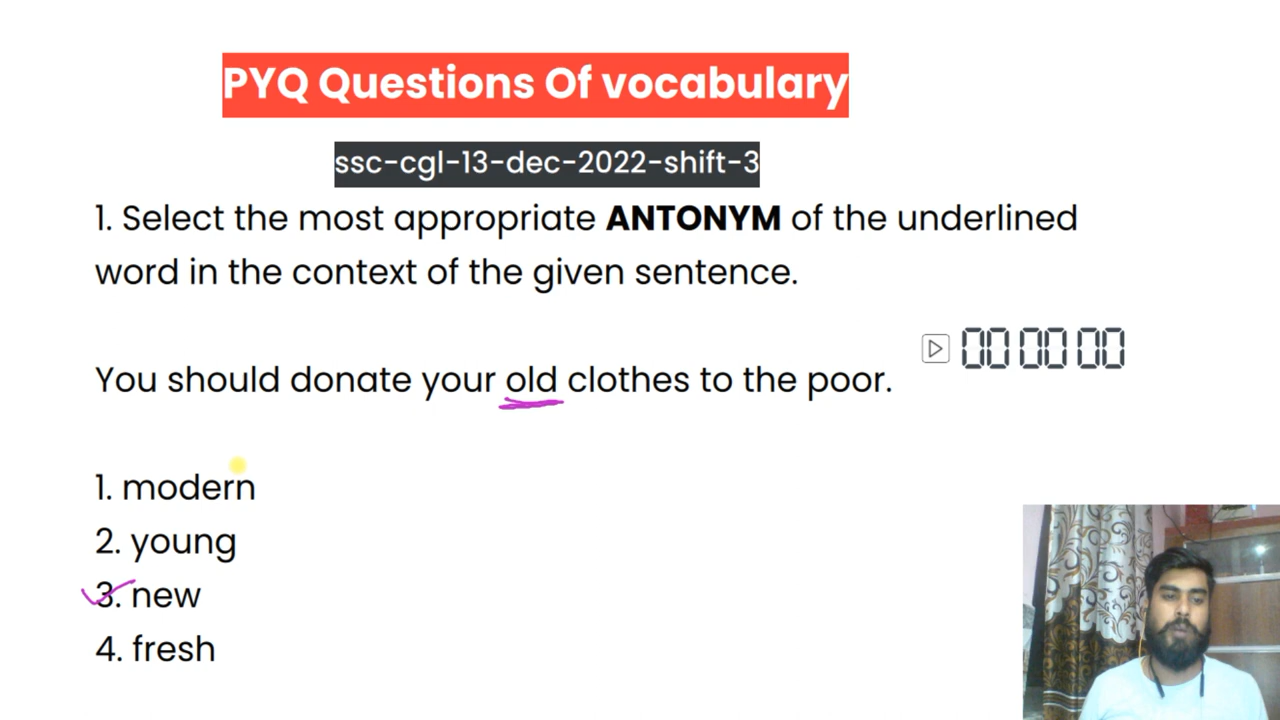 PYQ Questions Of vocabulary
ssc-cgl-13-dec-2022-shift-3
1. Select the most appropriate ANTONYM of the underlined
word in the context of the given sentence.
00 00 00
You should donate your old clothes to the poor.
1. modern
2. young
3. new
4. fresh